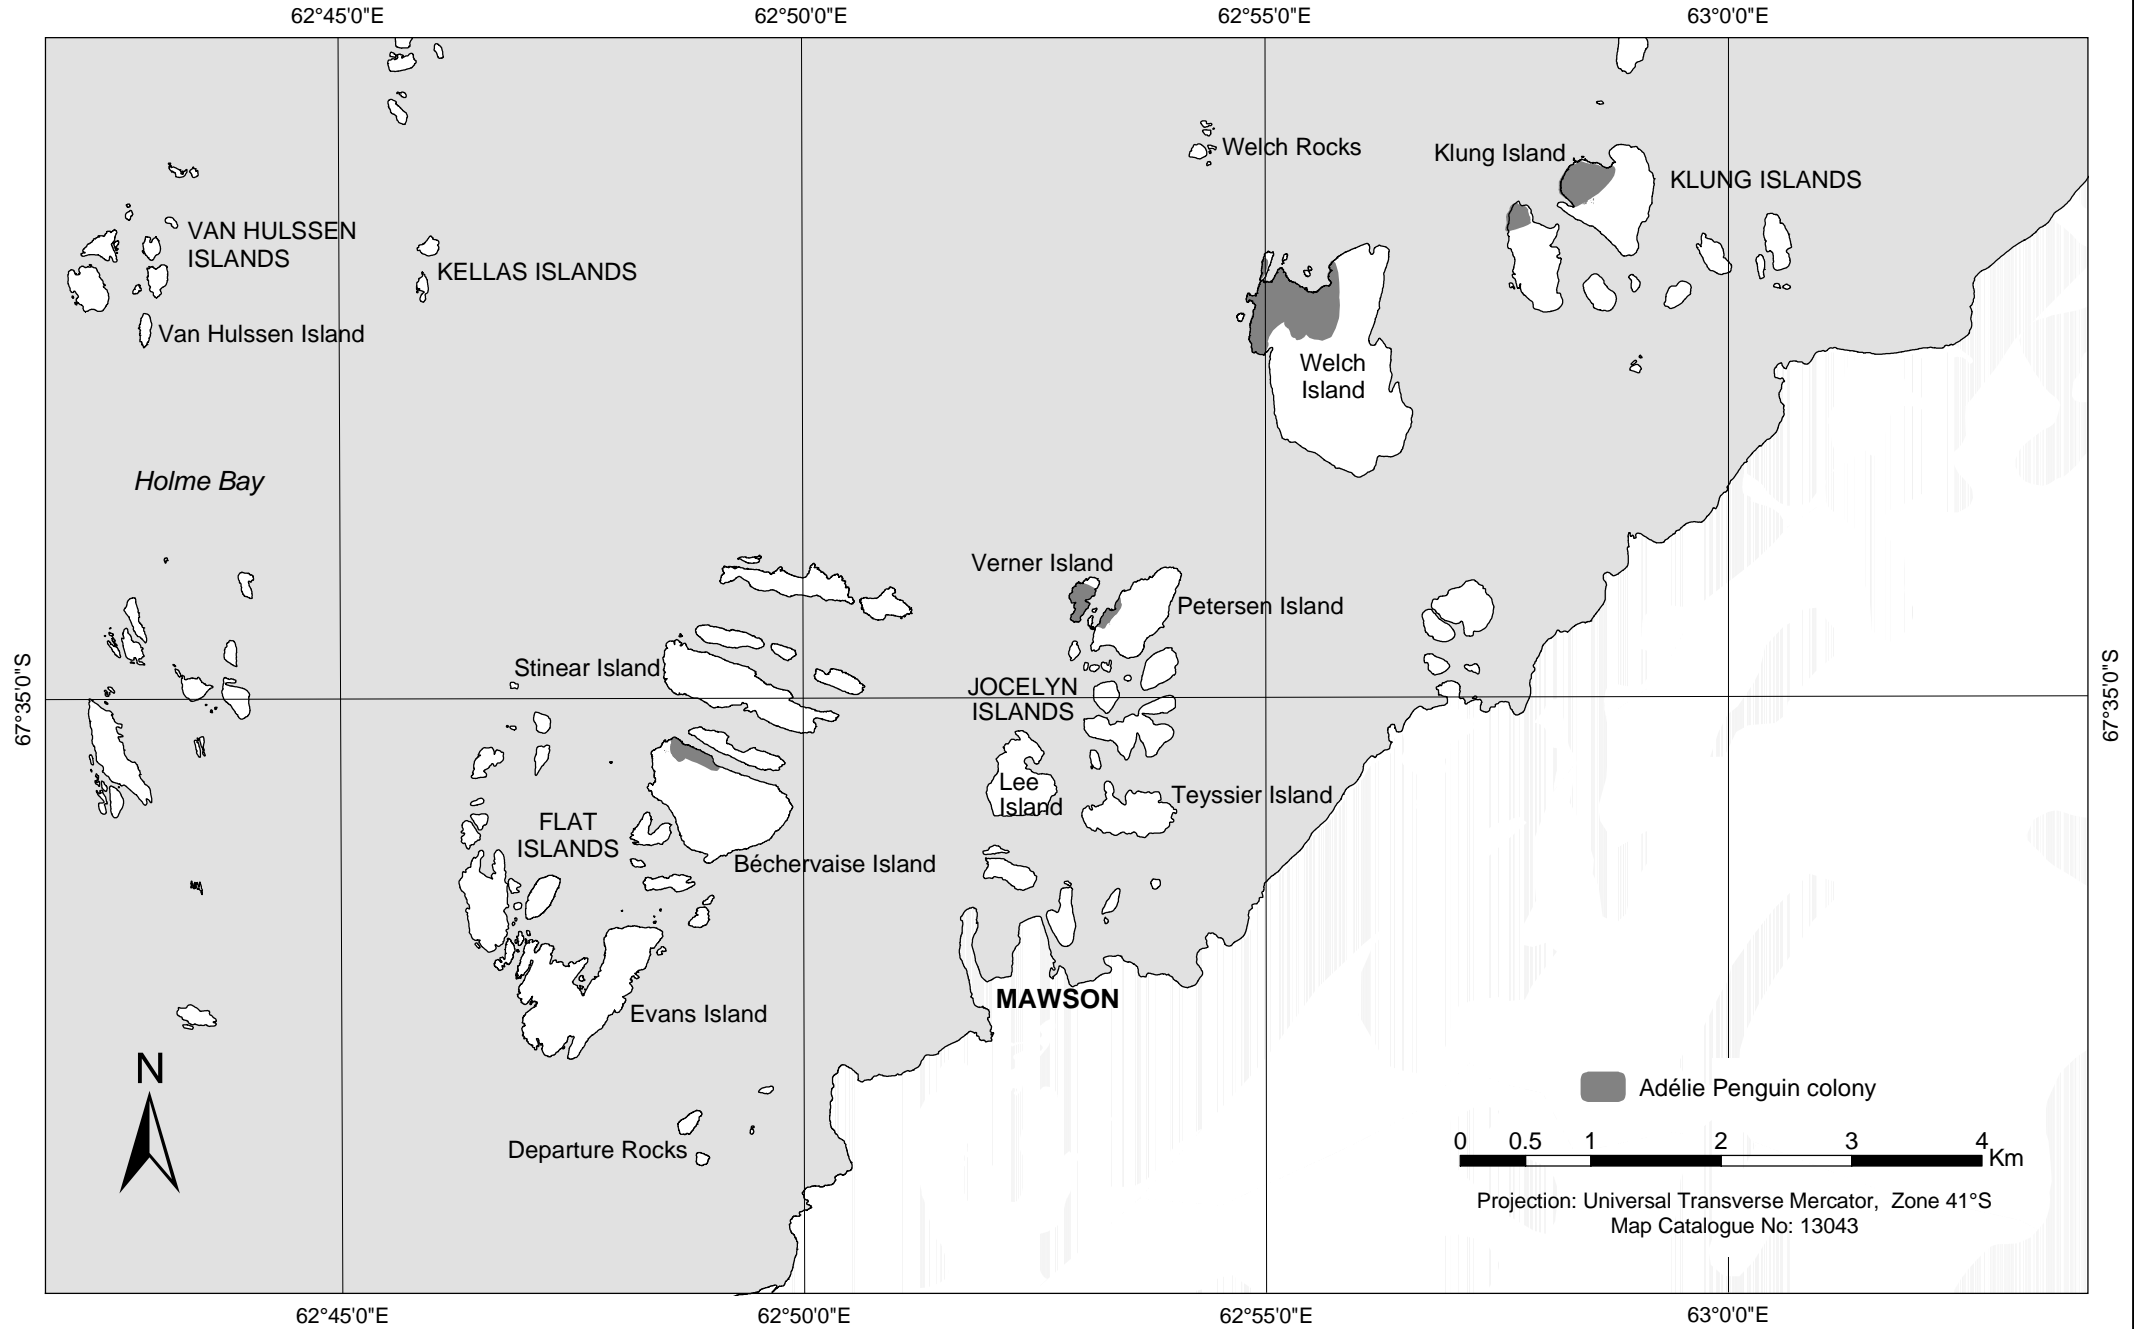 62°45'0"E
62°50'0"E
62°55'0"E
63°0'0"E
Welch Rocks
Klung Island
KLUNG ISLANDS
VAN HULSSEN
ISLANDS
KELLAS ISLANDS
Van Hulssen Island
Welch
Island
Holme Bay
Verner Island
Petersen Island
Stinear Island
67°35'0"S
67°35'0"S
JOCELYN
ISLANDS
Lee
Island
Teyssier Island
FLAT
ISLANDS
Béchervaise Island
MAWSON
Evans Island
N
Adélie Penguin colony
Departure Rocks
0 0.5 1 2 3 4
Km
Projection: Universal Transverse Mercator, Zone 41°S
Map Catalogue No: 13043
62°45'0"E
62°50'0"E
62°55'0"E
63°0'0"E